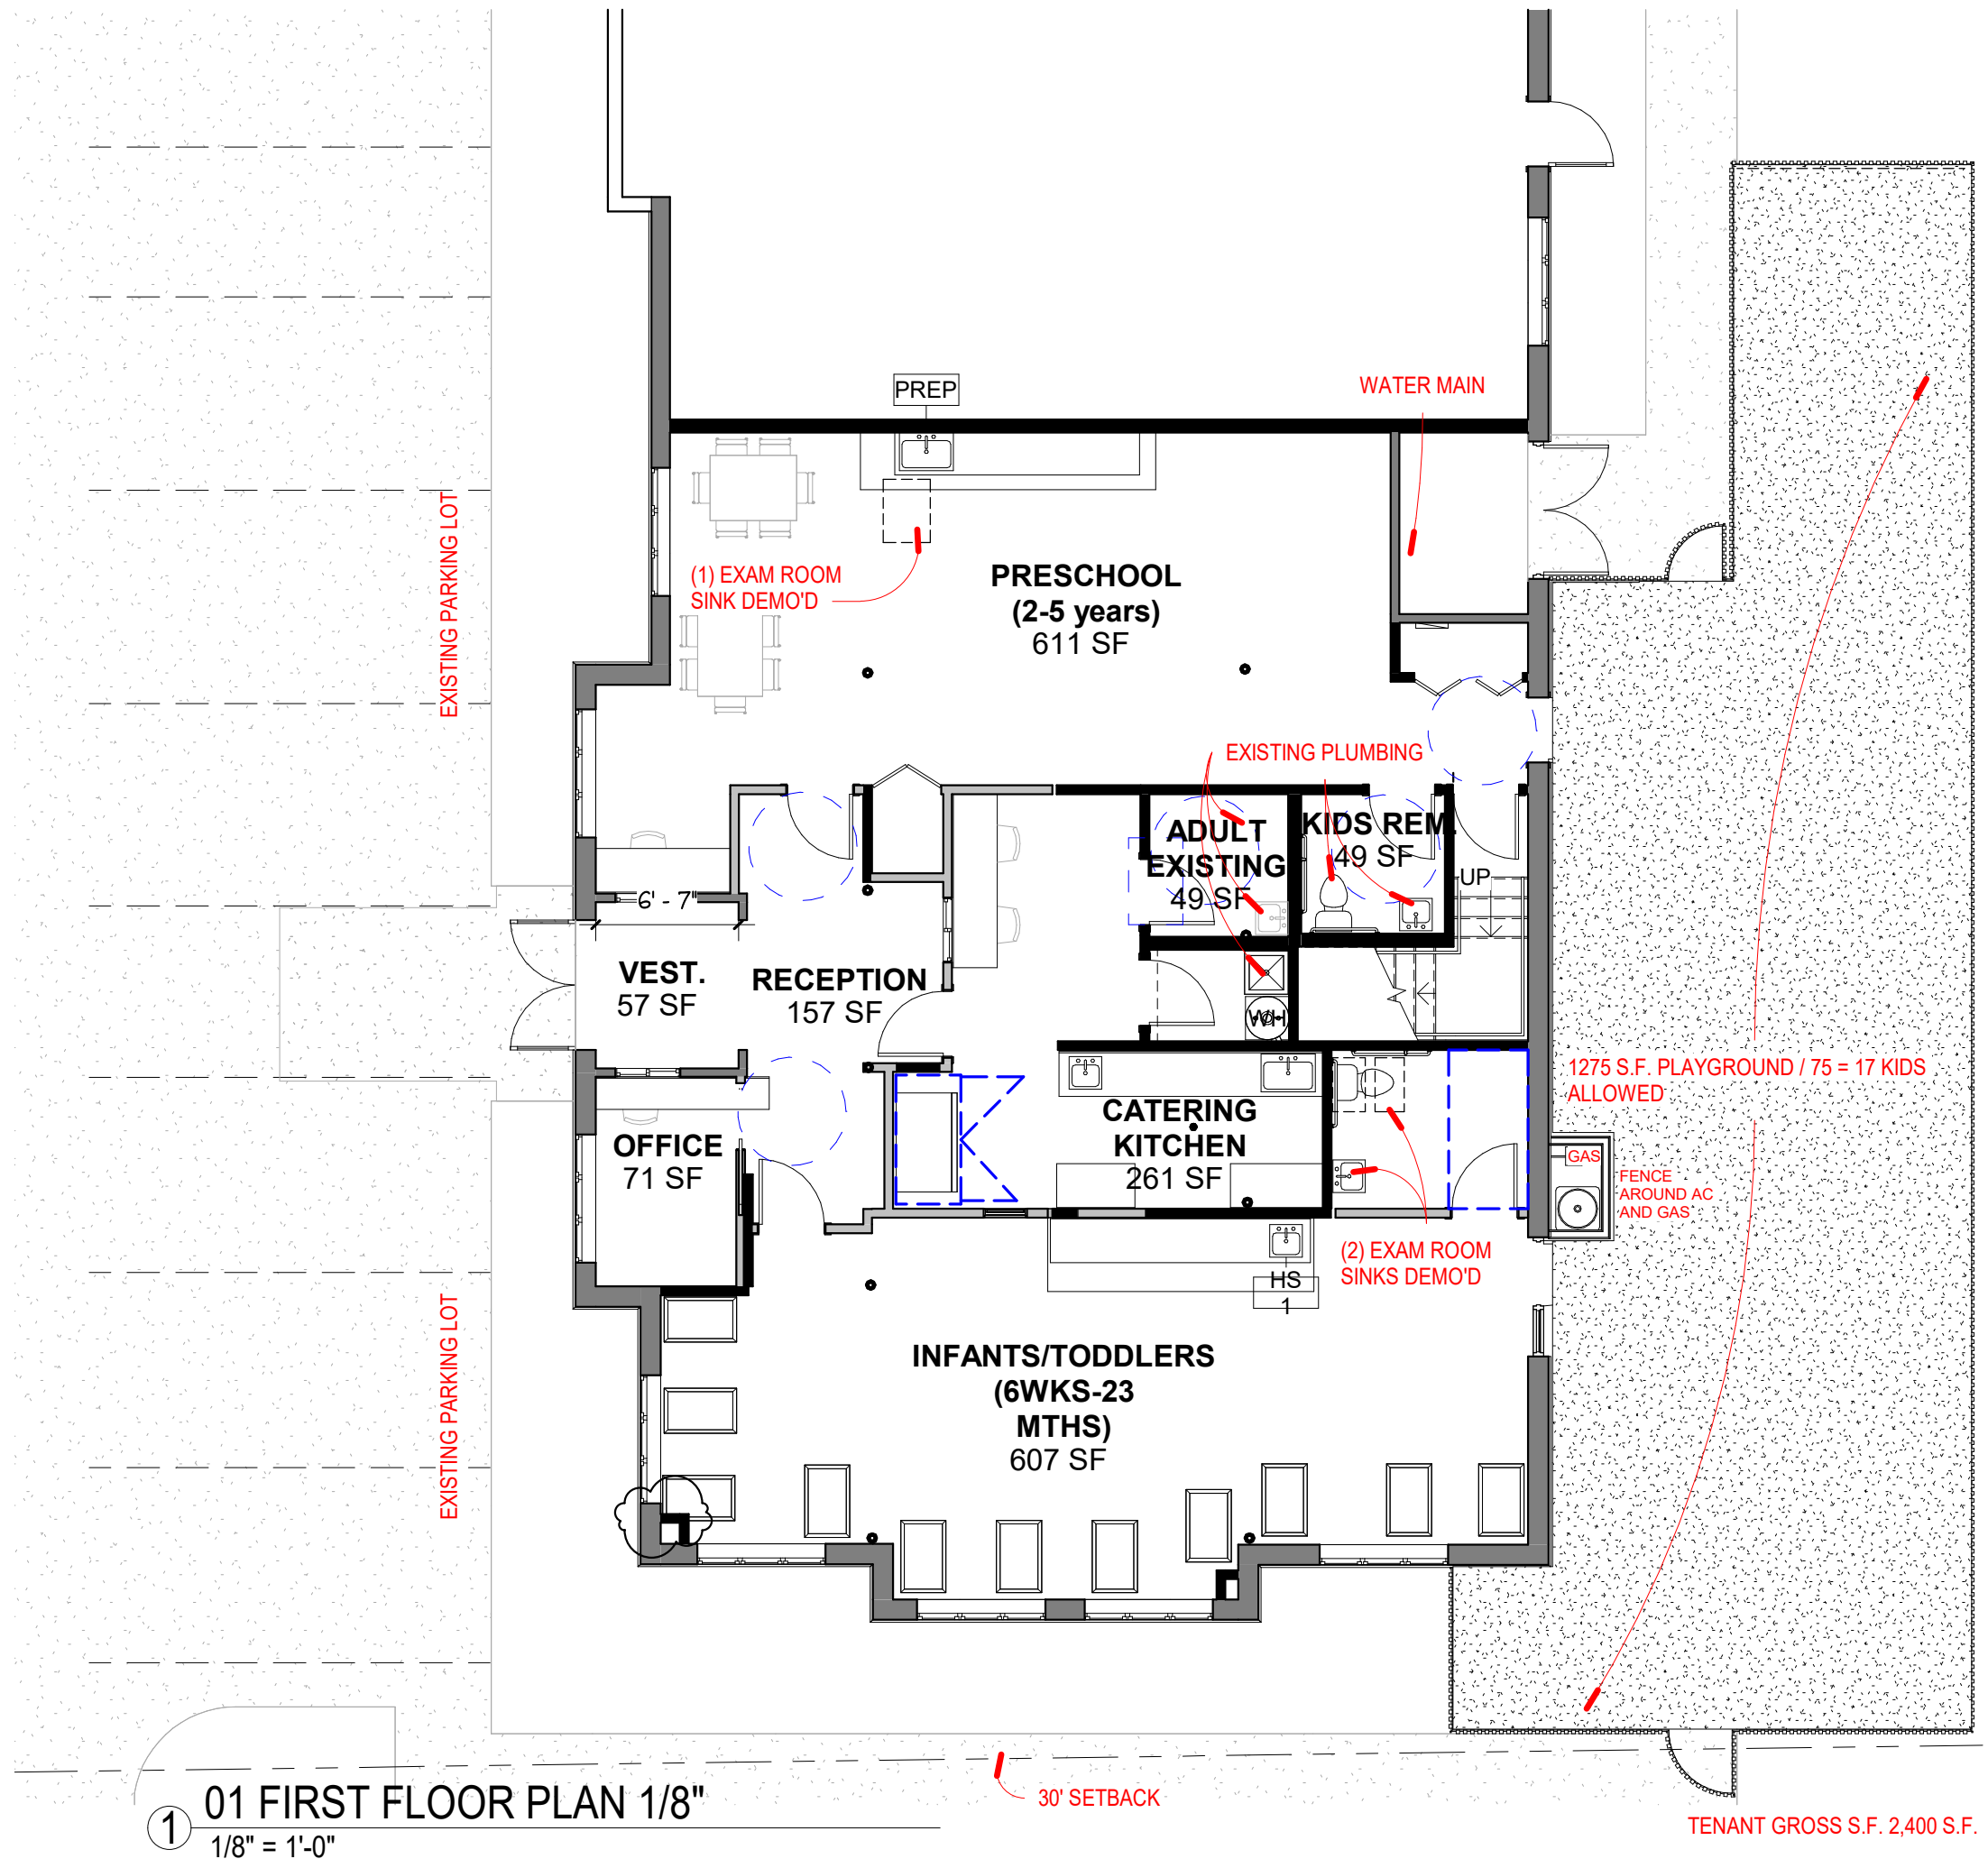 PREP
WATER MAIN
EXISTING PARKING LOT
(1) EXAM ROOM
SINK DEMO'D
PRESCHOOL
(2-5 years)
611 SF
EXISTING PLUMBING
ADULT
EXISTING
49 SF
KIDS REM.
49 SF
UP
6' - 7"
VEST.
57 SF
RECEPTION
157 SF
WH
1275 S.F. PLAYGROUND / 75 = 17 KIDS
ALLOWED
CATERING
KITCHEN
261 SF
OFFICE
71 SF
GAS
FENCE
AROUND AC
AND GAS
(2) EXAM ROOM
SINKS DEMO'D
HS
1
EXISTING PARKING LOT
INFANTS/TODDLERS
(6WKS-23
MTHS)
607 SF
30' SETBACK
1
01 FIRST FLOOR PLAN 1/8"
1/8" = 1'-0"
TENANT GROSS S.F. 2,400 S.F.